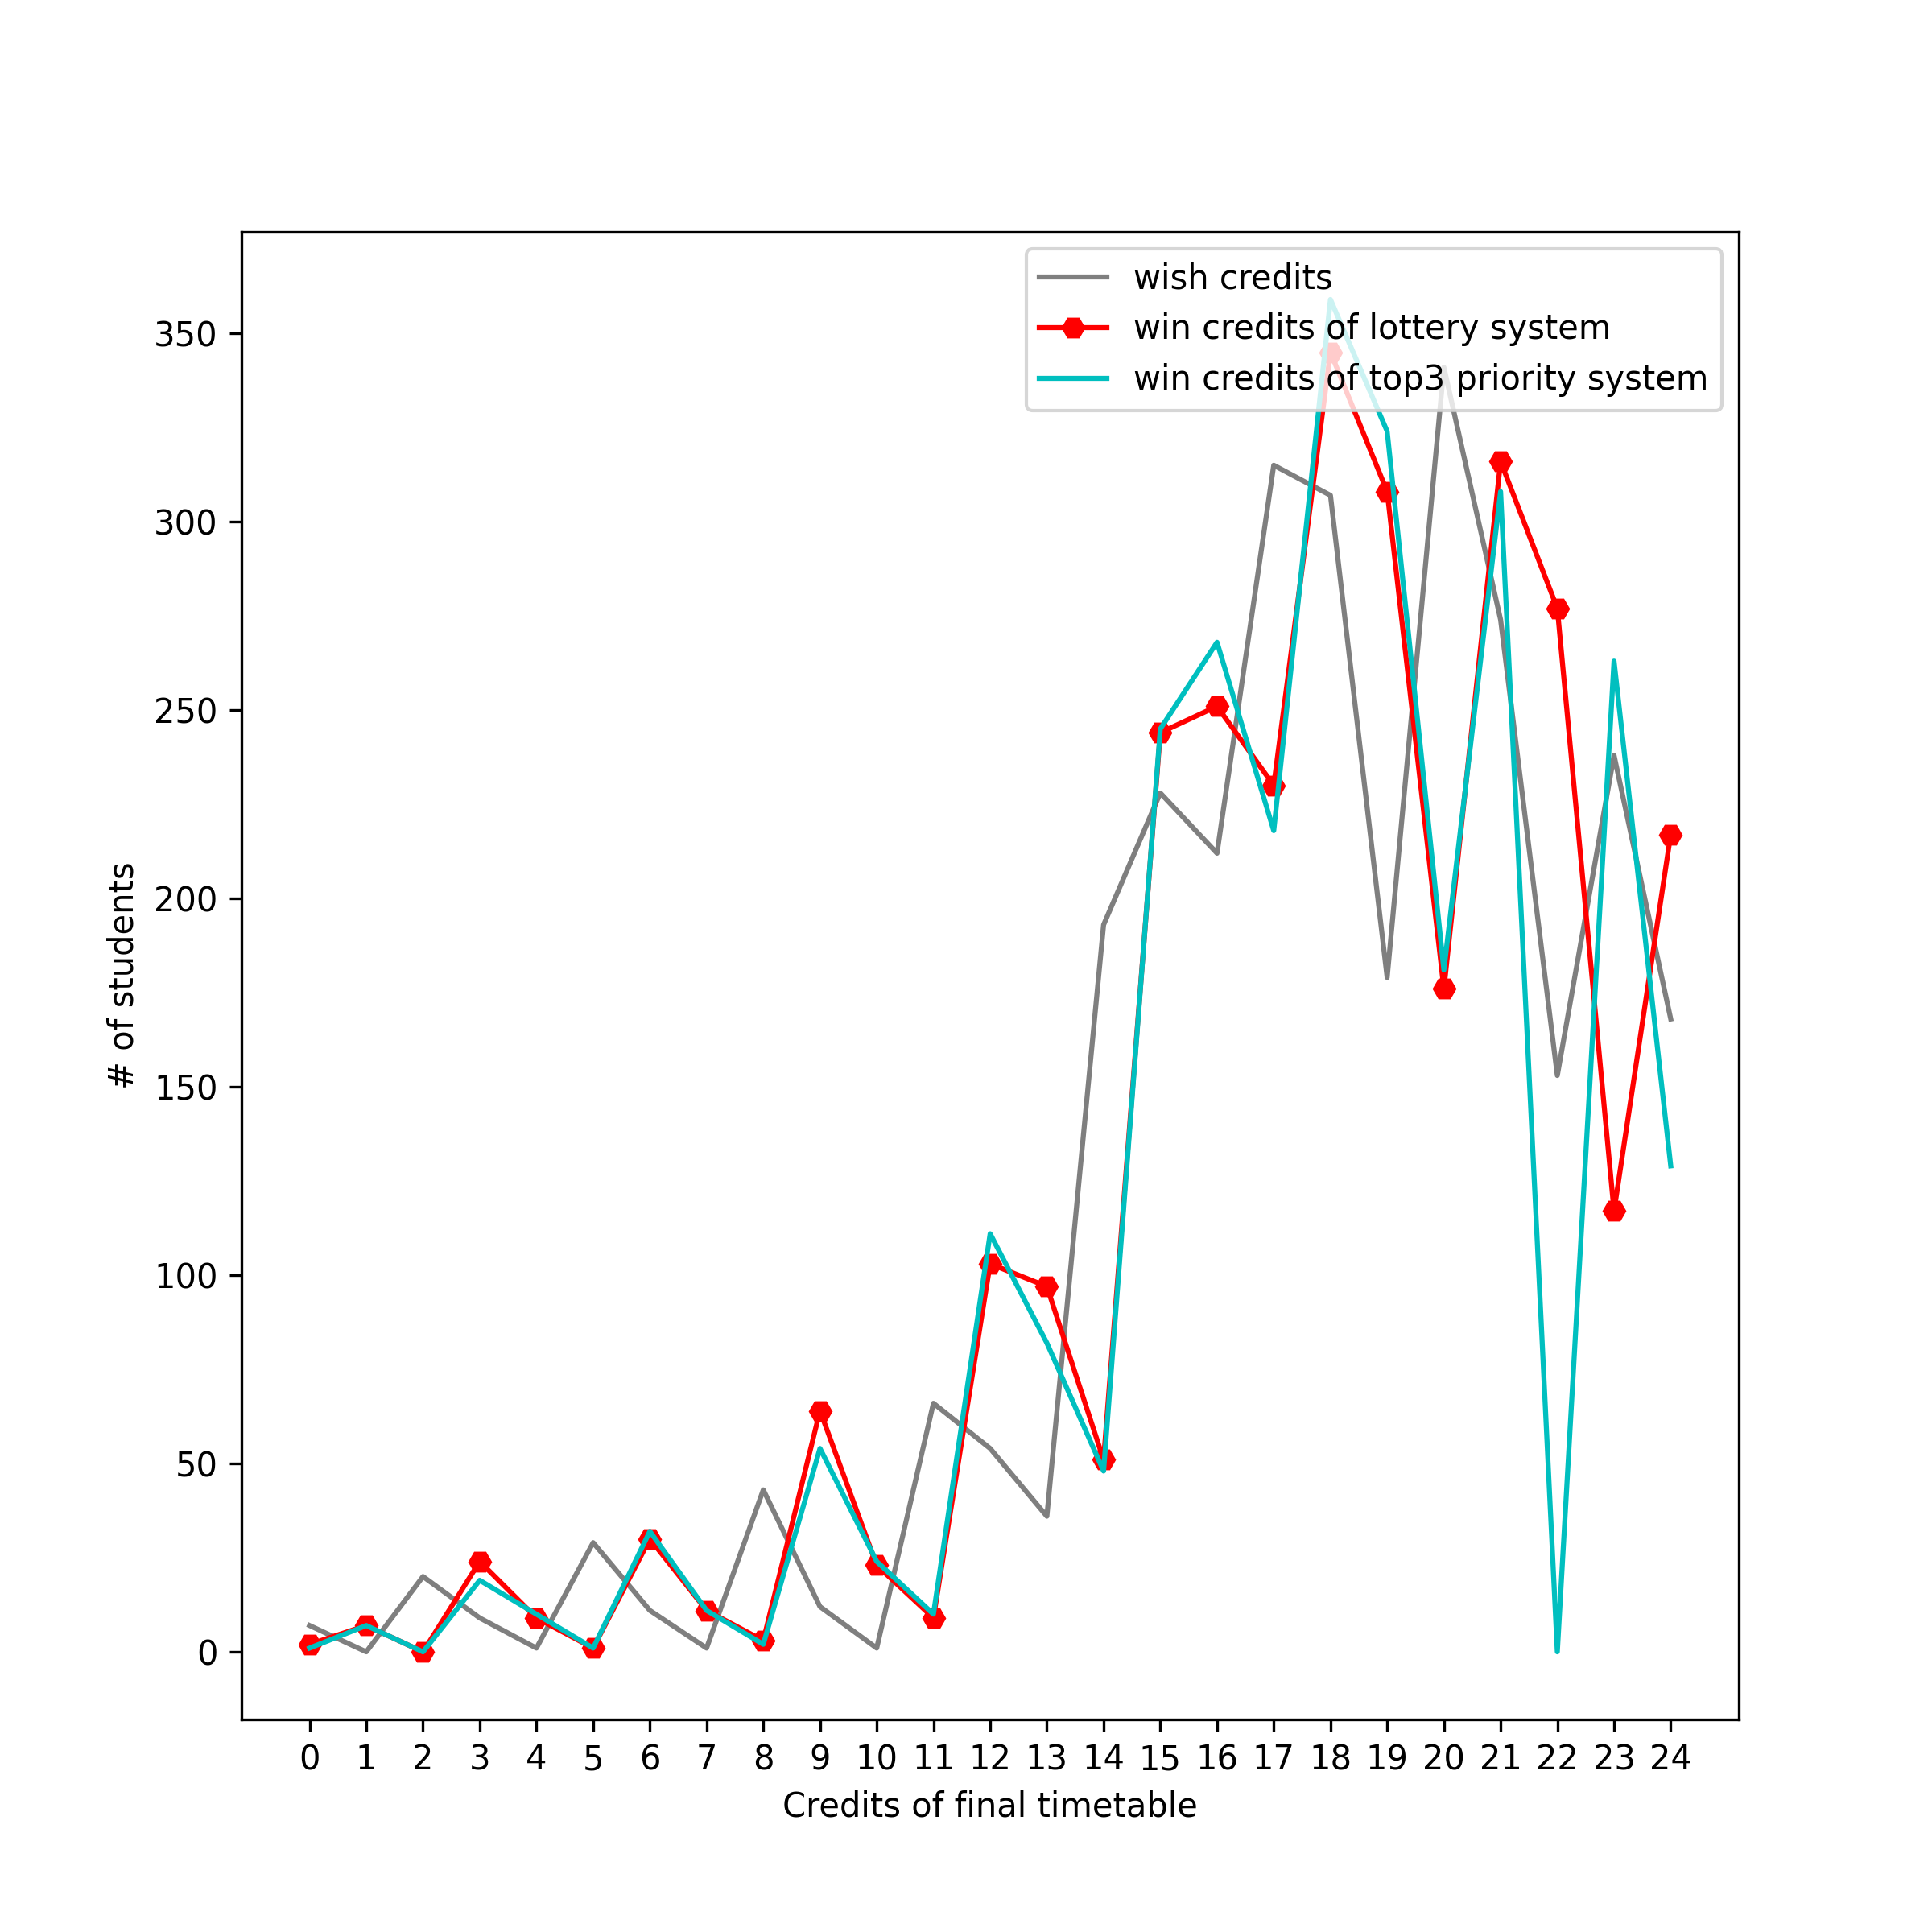 wish credits
win credits of lottery system
win credits of top3 priority system
350
300
250
200
150
100
50
0
# of students
0 1 2 3 4 5 6 7 8 9 10 11 12 13 14 15 16 17 18 19 20 21 22 23 24
Credits of final timetable